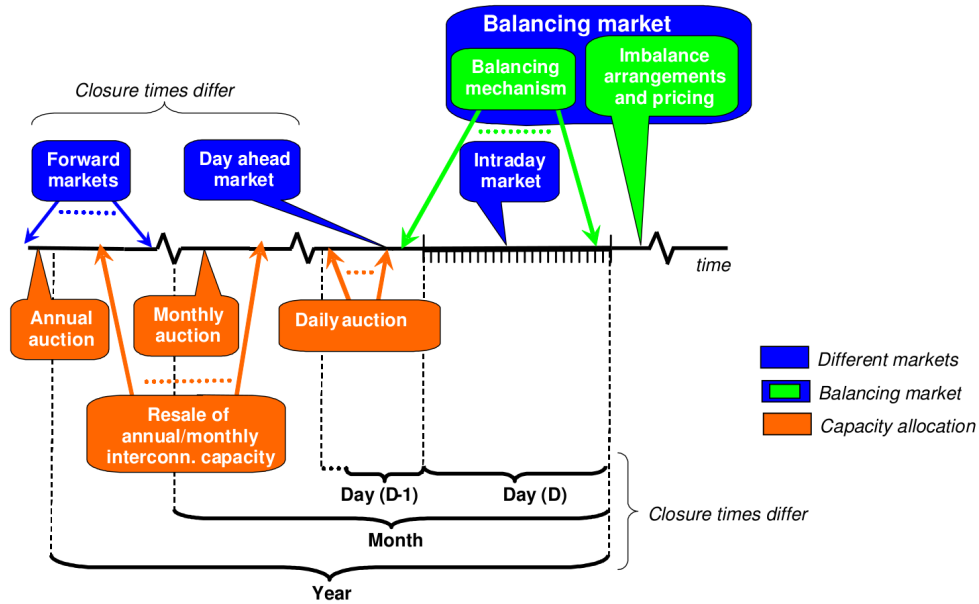 Balancing market
Balancing
mechanism
Imbalance
arrangements
and pricing
Closure times differ
Forward
markets
Day ahead
market
Intraday
market
time
Annual
auction
Monthly
auction
Daily auction
Resale of
annual/monthly
interconn. capacity
Different markets
Balancing market
Capacity allocation
Day (D-1)
Day (D)
Closure times differ
Month
Year